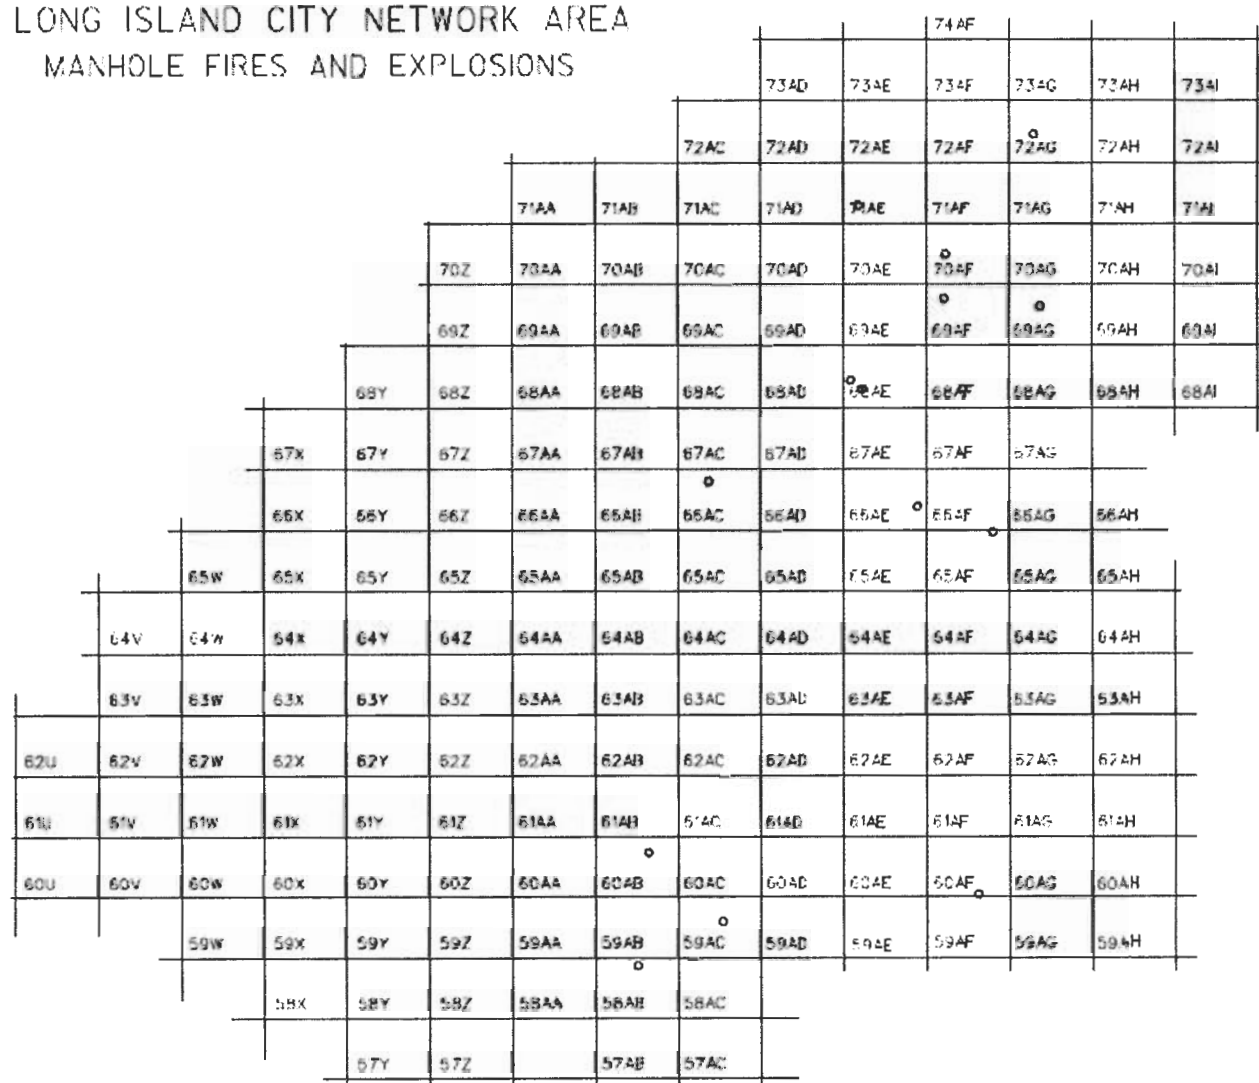 LONG ISLAND CITY NETWORK AREA
MANHOLE FIRES AND EXPLOSIONS
74AF
73AD 73AE 73AF 73AG 73AH 73AI
72AC 72AD 72AE 72AF 72AG 72AH 72AI
71AA 71AB 71AC 71AD 71AE 71AF 71AG 71AH 71AI
70Z 70AA 70AB 70AC 70AD 70AE 70AF 70AG 70AH 70AI
69Z 69AA 69AB 69AC 69AD 69AE 69AF 69AG 69AH 69AI
68Y 68Z 68AA 68AB 68AC 68AD 68AE 68AF 68AG 68AH 68AI
67X 67Y 67Z 67AA 67AB 67AC 67AD 67AE 67AF 67AG
66X 66Y 66Z 66AA 66AB 66AC 66AD 66AE 66AF 66AG 66AH
65W 65X 65Y 65Z 65AA 65AB 65AC 65AD 65AE 65AF 65AG 65AH
64V 64W 64X 64Y 64Z 64AA 64AB 64AC 64AD 64AE 64AF 64AG 64AH
63V 63W 63X 63Y 63Z 63AA 63AB 63AC 63AD 63AE 63AF 63AG 63AH
62U 62V 62W 62X 62Y 62Z 62AA 62AB 62AC 62AD 62AE 62AF 62AG 62AH
61U 61V 61W 61X 61Y 61Z 61AA 61AB 61AC 61AD 61AE 61AF 61AG 61AH
60U 60V 60W 60X 60Y 60Z 60AA 60AB 60AC 60AD 60AE 60AF 60AG 60AH
59W 59X 59Y 59Z 59AA 59AB 59AC 59AD 59AE 59AF 59AG 59AH
58X 58Y 58Z 58AA 58AB 58AC
57Y 57Z 57AB 57AC